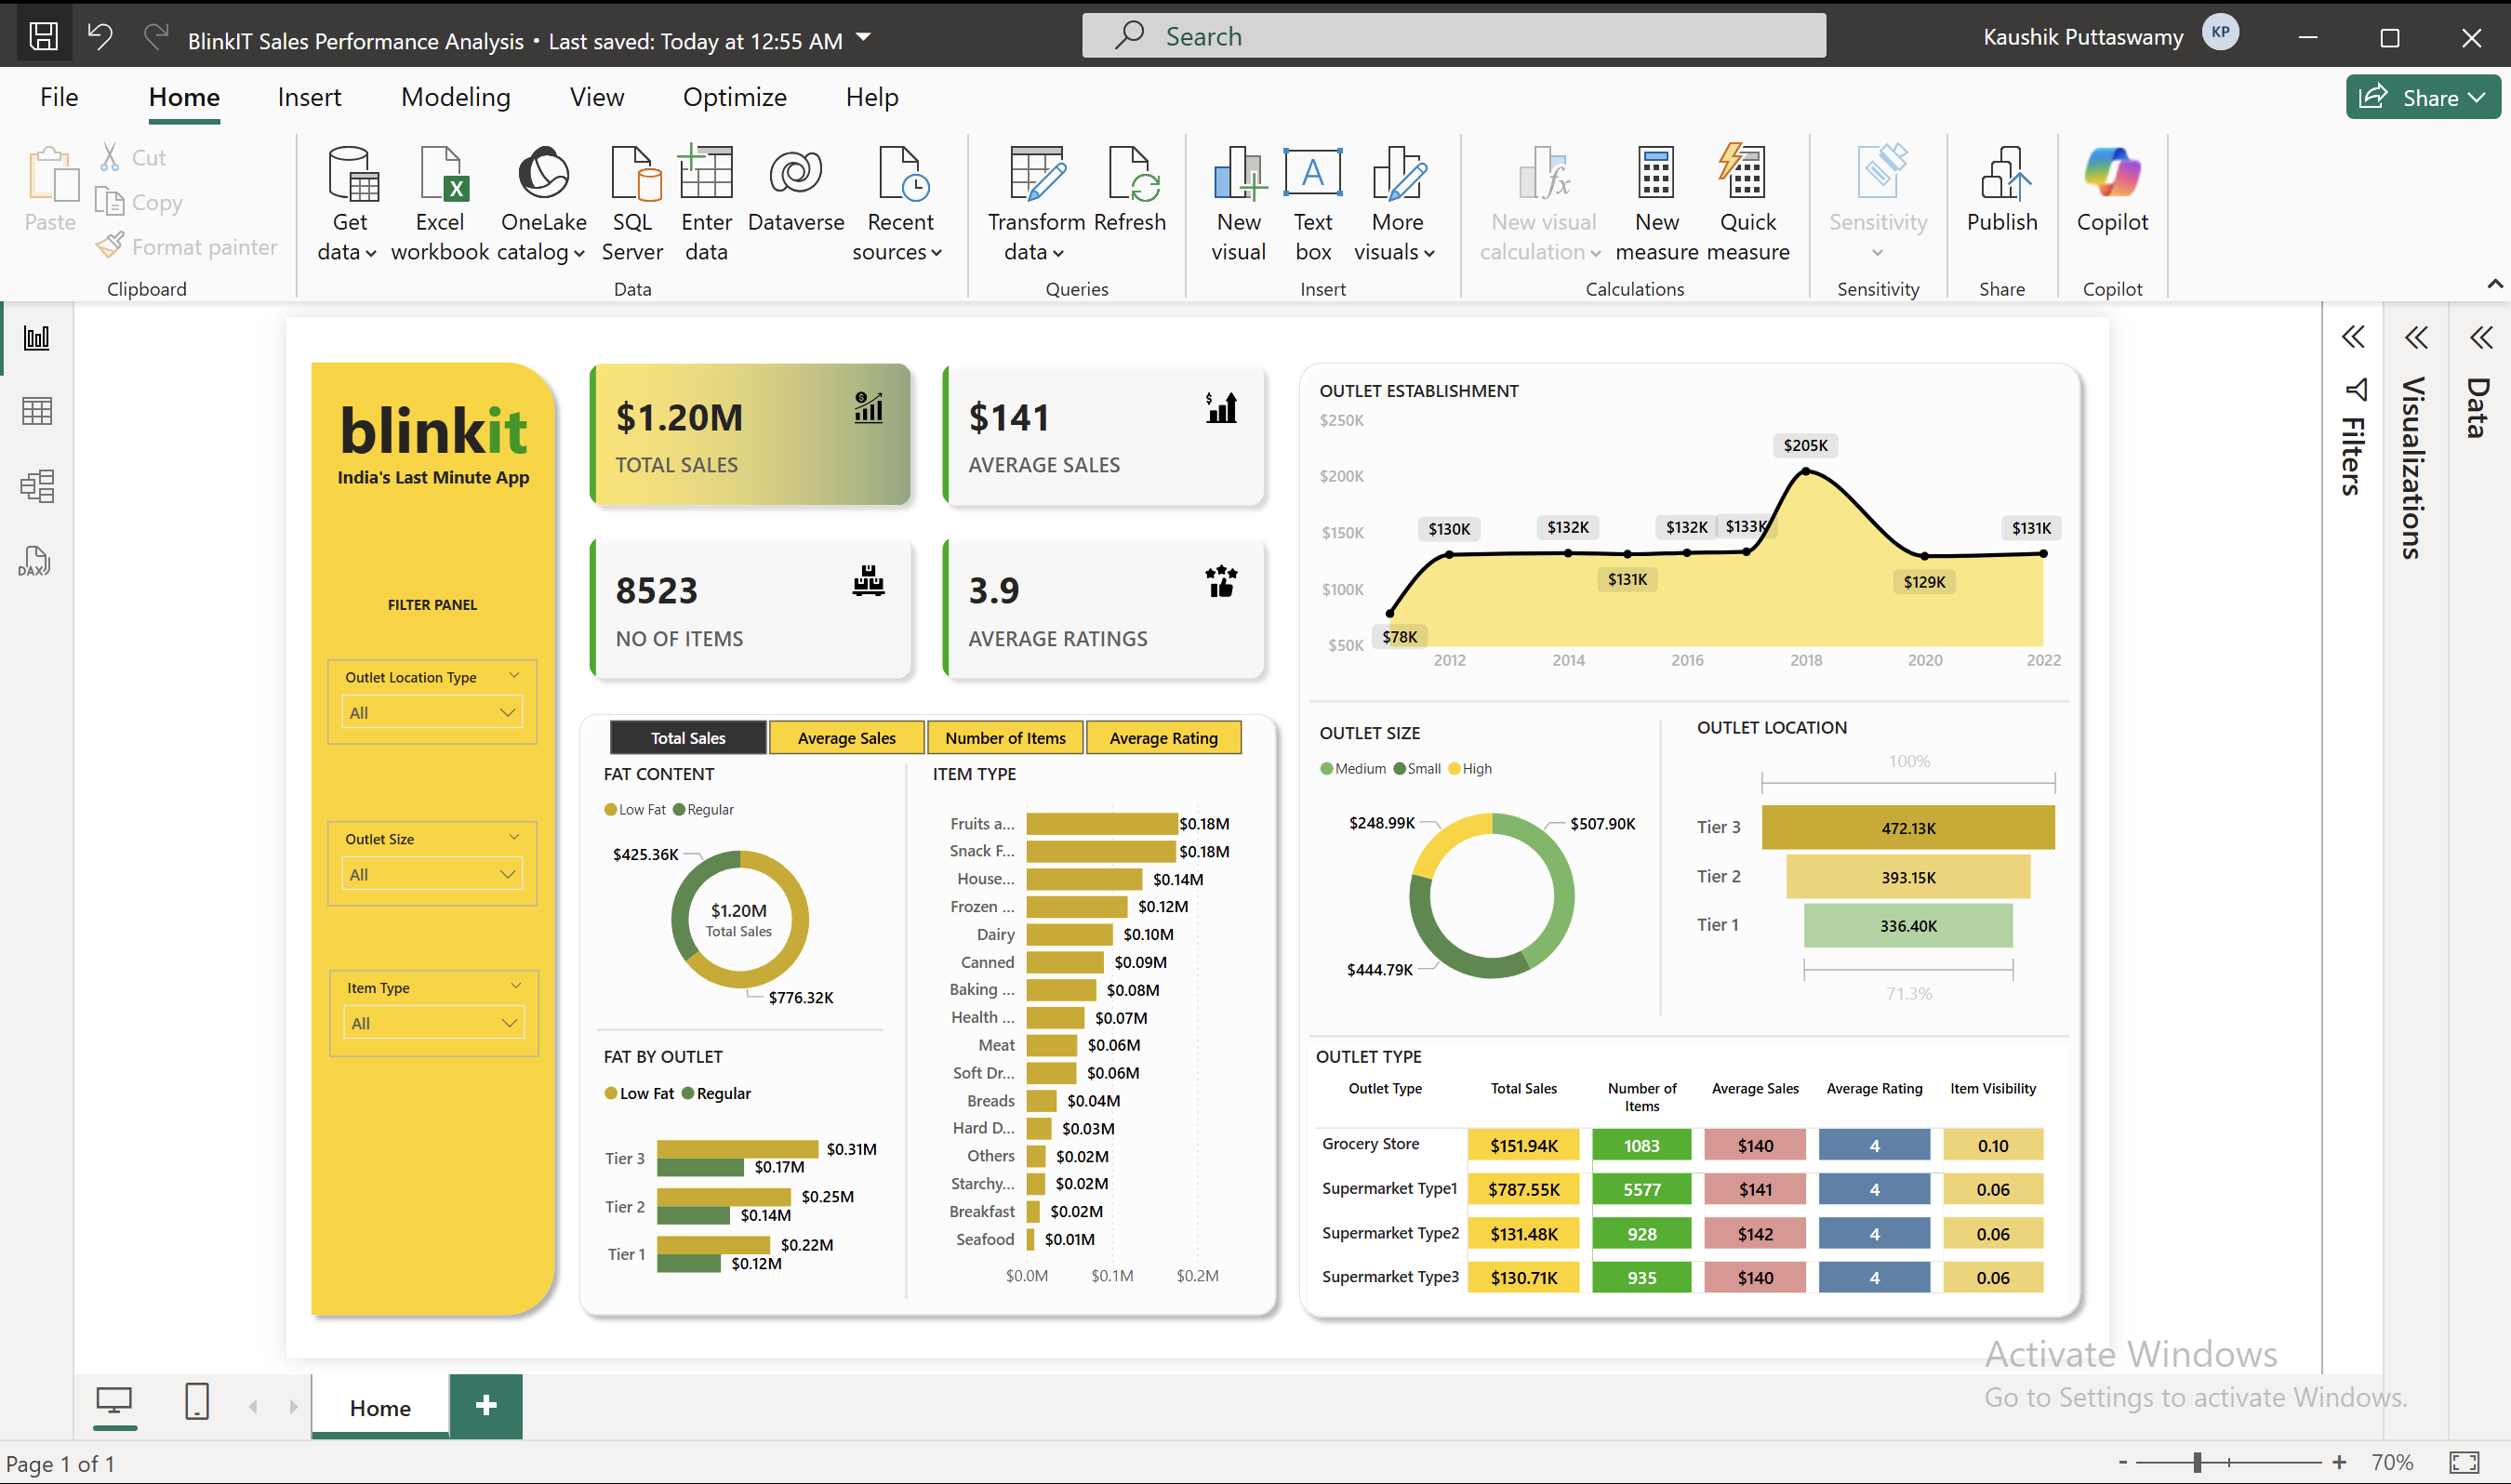 BlinkIT Sales Performance Analysis • Last saved: Today at 12:55 AM
Search
Kaushik Puttaswamy
KP
File
Home
Insert
Modeling
View
Optimize
Help
Share
Paste
Cut
Copy
Format painter
Clipboard
Get data
Excel workbook
OneLake catalog
SQL Server
Enter data
Dataverse
Recent sources
Data
Transform data
Refresh
Queries
New visual
Text box
More visuals
Insert
New visual calculation
New measure
Quick measure
Calculations
Sensitivity
Sensitivity
Publish
Share
Copilot
Copilot
DAX
blinkit
India's Last Minute App
FILTER PANEL
Outlet Location Type
All
Outlet Size
All
Item Type
All
$1.20M
TOTAL SALES
$141
AVERAGE SALES
8523
NO OF ITEMS
3.9
AVERAGE RATINGS
Total Sales
Average Sales
Number of Items
Average Rating
FAT CONTENT
Low Fat
Regular
$425.36K
$1.20M
Total Sales
$776.32K
FAT BY OUTLET
Low Fat
Regular
Tier 3 $0.31M
$0.17M
Tier 2 $0.25M
$0.14M
Tier 1 $0.22M
$0.12M
ITEM TYPE
Fruits a... $0.18M
Snack F... $0.18M
House... $0.14M
Frozen ... $0.12M
Dairy $0.10M
Canned $0.09M
Baking ... $0.08M
Health ... $0.07M
Meat $0.06M
Soft Dr... $0.06M
Breads $0.04M
Hard D... $0.03M
Others $0.02M
Starchy... $0.02M
Breakfast $0.02M
Seafood $0.01M
$0.0M $0.1M $0.2M
OUTLET ESTABLISHMENT
$250K
$200K
$150K
$100K
$50K
$78K
$130K
$132K
$131K
$132K
$133K
$205K
$129K
$131K
2012 2014 2016 2018 2020 2022
OUTLET SIZE
Medium
Small
High
$248.99K
$507.90K
$444.79K
OUTLET LOCATION
100%
Tier 3 472.13K
Tier 2 393.15K
Tier 1 336.40K
71.3%
OUTLET TYPE
Outlet Type Total Sales Number of Items Average Sales Average Rating Item Visibility
Grocery Store $151.94K 1083 $140 4 0.10
Supermarket Type1 $787.55K 5577 $141 4 0.06
Supermarket Type2 $131.48K 928 $142 4 0.06
Supermarket Type3 $130.71K 935 $140 4 0.06
Filters
Visualizations
Data
Activate Windows
Go to Settings to activate Windows.
Home
+
Page 1 of 1
- + 70%